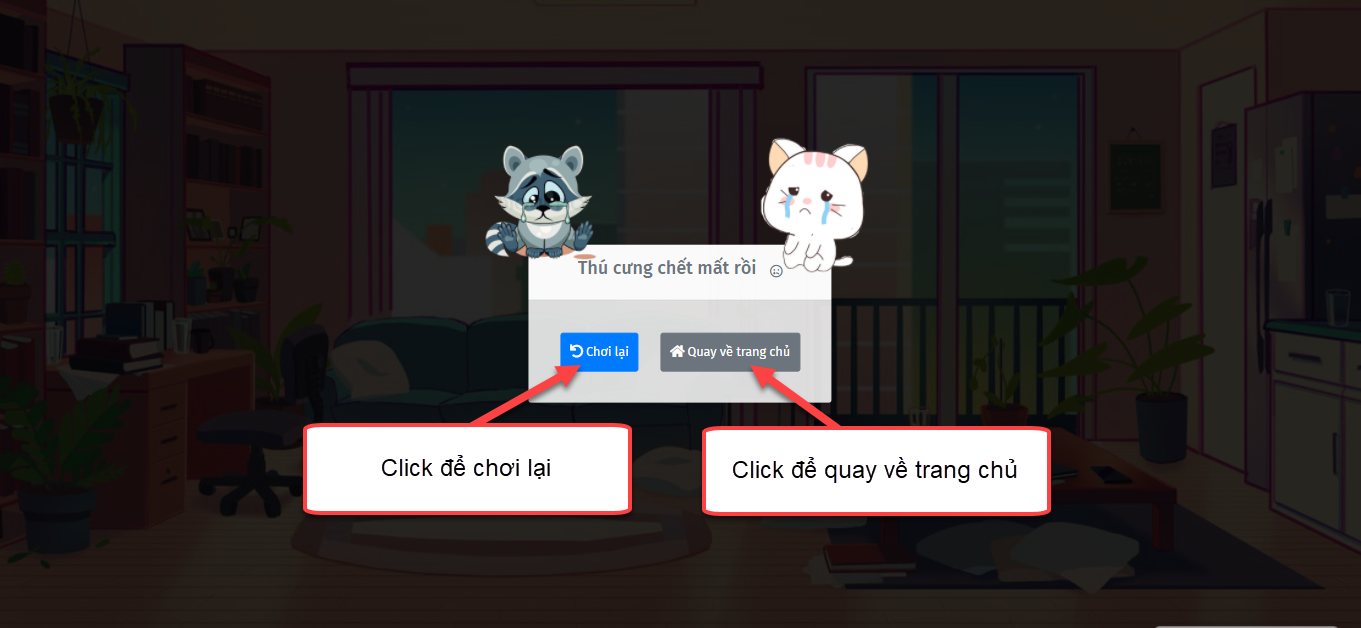 Thú cưng chết mất rồi
Chơi lại
Quay về trang chủ
Click để chơi lại
Click để quay về trang chủ